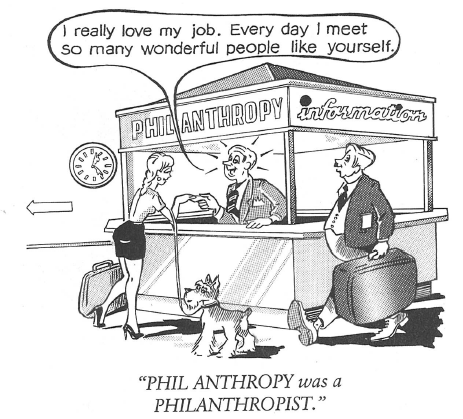 I really love my job. Every day I meet
so many wonderful people like yourself.
PHIL ANTHROPY
information
"PHIL ANTHROPY was a
PHILANTHROPIST."